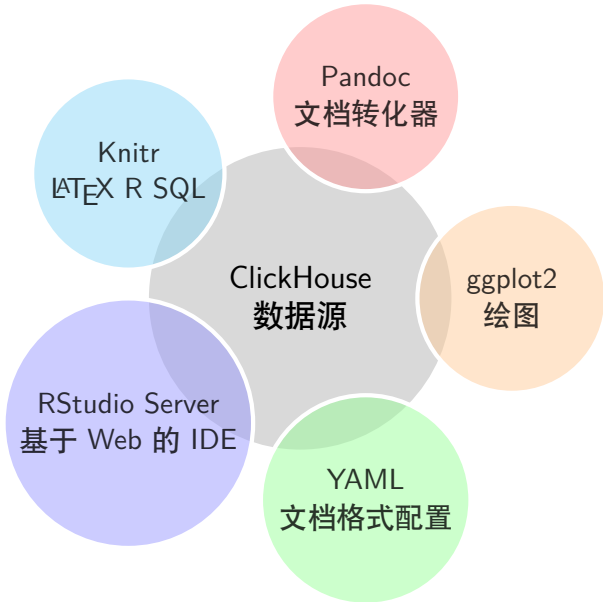 Pandoc
文档转化器
Knitr
LATEX R SQL
ClickHouse
数据源
ggplot2
绘图
RStudio Server
基于 Web 的 IDE
YAML
文档格式配置